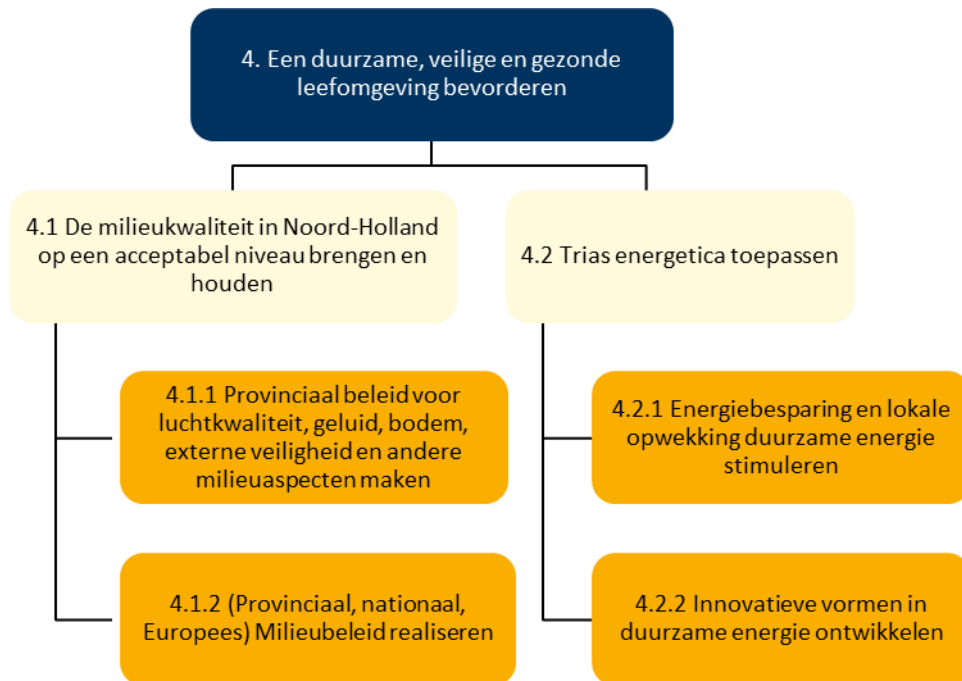 4. Een duurzame, veilige en gezonde
leefomgeving bevorderen
4.1 De milieukwaliteit in Noord-Holland
op een acceptabel niveau brengen en
houden
4.2 Trias energetica toepassen
4.1.1 Provinciaal beleid voor
luchtkwaliteit, geluid, bodem,
externe veiligheid en andere
milieuaspecten maken
4.2.1 Energiebesparing en lokale
opwekking duurzame energie
stimuleren
4.1.2 (Provinciaal, nationaal,
Europees) Milieubeleid realiseren
4.2.2 Innovatieve vormen in
duurzame energie ontwikkelen